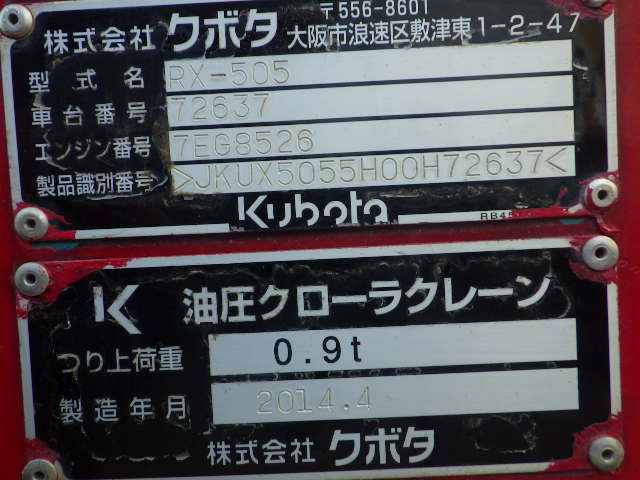 〒556-8601
株式会社 クボタ 大阪市浪速区敷津東1-2-47
型式名 RX-505
車台番号 72637
エンジン番号 7EG8526
製品識別番号 >JKUX5055H00H72637<
Kubota
K 油圧クローラクレーン
つり上荷重 0.9t
製造年月 2014.4
株式会社 クボタ